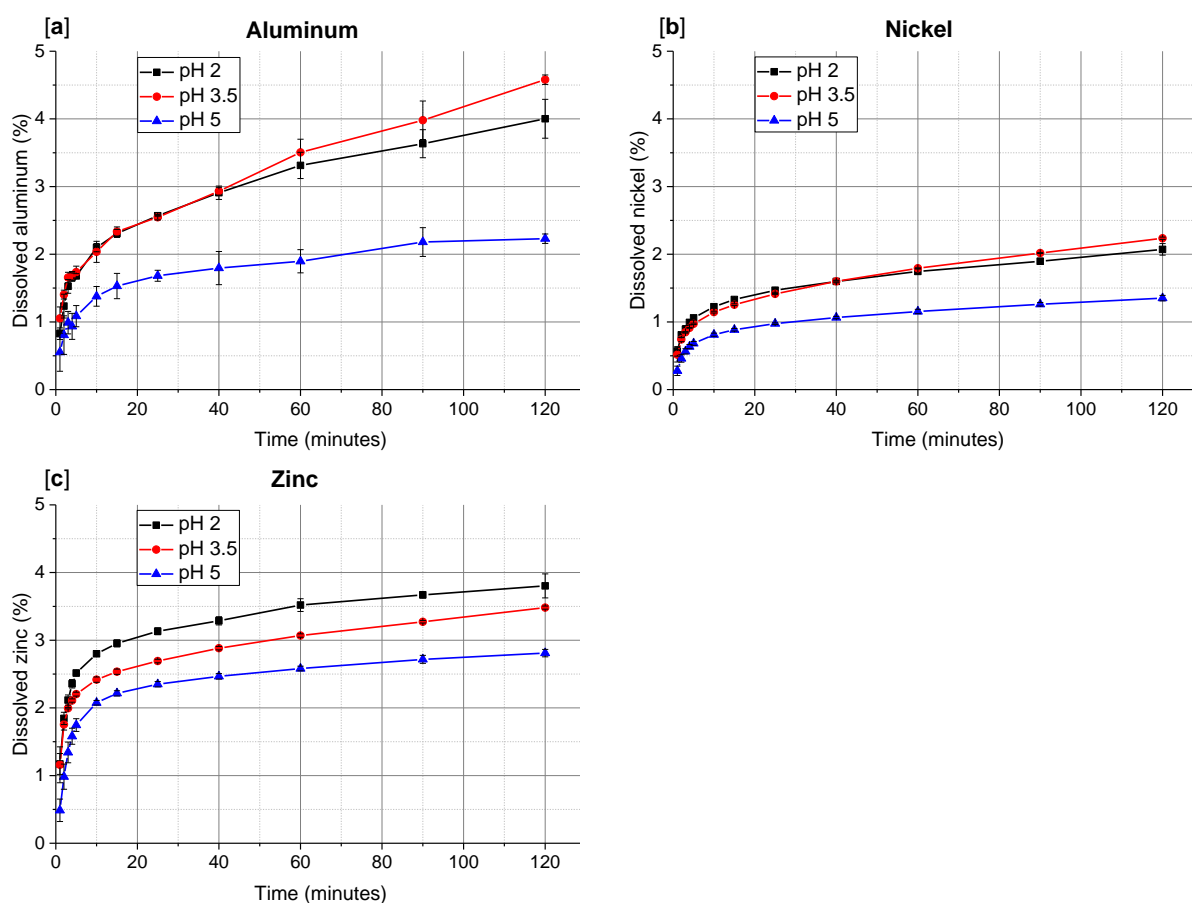 [a]
Aluminum
pH 2
pH 3.5
pH 5
Dissolved aluminum (%)
5
4
3
2
1
0
0 20 40 60 80 100 120
Time (minutes)
[b]
Nickel
pH 2
pH 3.5
pH 5
Dissolved nickel (%)
5
4
3
2
1
0
0 20 40 60 80 100 120
Time (minutes)
[c]
Zinc
pH 2
pH 3.5
pH 5
Dissolved zinc (%)
5
4
3
2
1
0
0 20 40 60 80 100 120
Time (minutes)